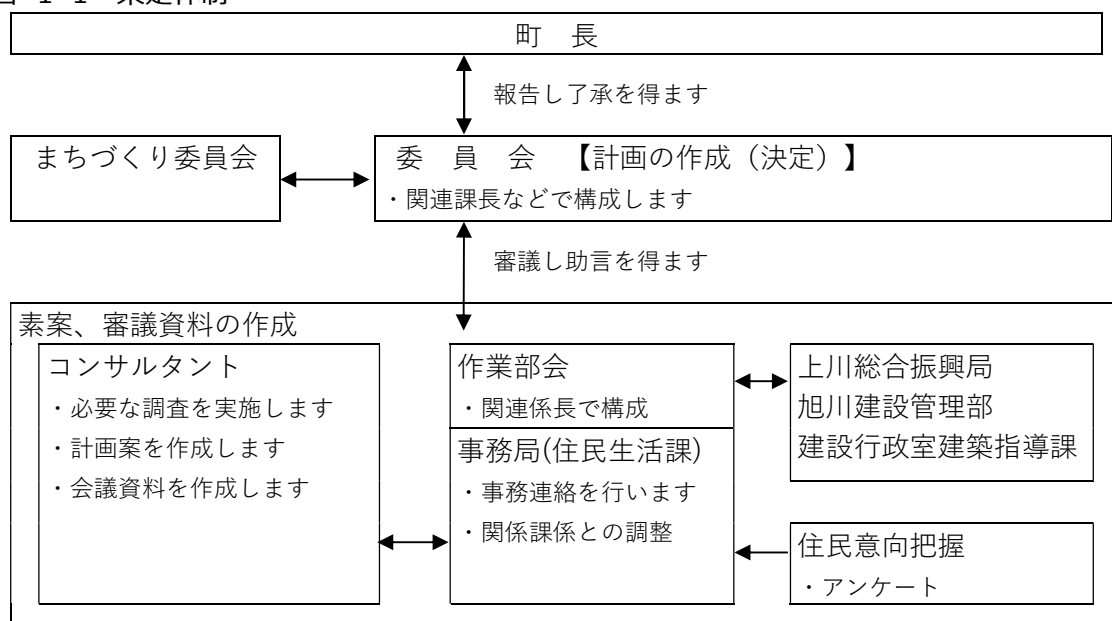 町　長
報告し了承を得ます
まちづくり委員会
委　員　会　【計画の作成（決定）】
・関連課長などで構成します
審議し助言を得ます
素案、審議資料の作成
コンサルタント
・必要な調査を実施します
・計画案を作成します
・会議資料を作成します
作業部会
・関連係長で構成
事務局(住民生活課)
・事務連絡を行います
・関係課係との調整
上川総合振興局
旭川建設管理部
建設行政室建築指導課
住民意向把握
・アンケート